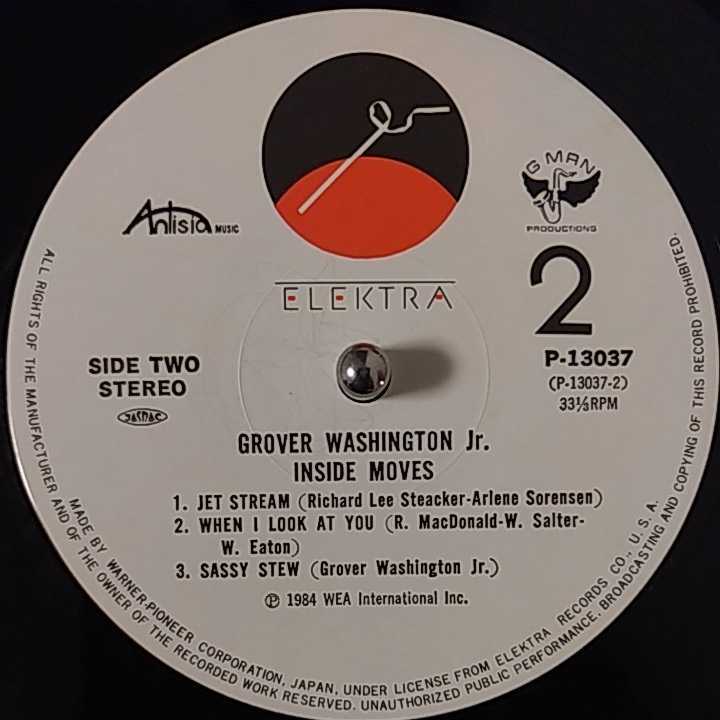 G MAN
PRODUCTIONS
Antisia MUSIC
ELEKTRA
2
SIDE TWO
STEREO
JASRAC
P-13037
(P-13037-2)
33⅓RPM
GROVER WASHINGTON Jr.
INSIDE MOVES
1. JET STREAM (Richard Lee Steacker-Arlene Sorensen)
2. WHEN I LOOK AT YOU (R. MacDonald-W. Salter-
W. Eaton)
3. SASSY STEW (Grover Washington Jr.)
Ⓟ 1984 WEA International Inc.
MADE BY WARNER-PIONEER CORPORATION, JAPAN, UNDER LICENSE FROM ELEKTRA RECORDS CO., U.S.A.
ALL RIGHTS OF THE MANUFACTURER AND OF THE OWNER OF THE RECORDED WORK RESERVED. UNAUTHORIZED PUBLIC PERFORMANCE, BROADCASTING AND COPYING OF THIS RECORD PROHIBITED.